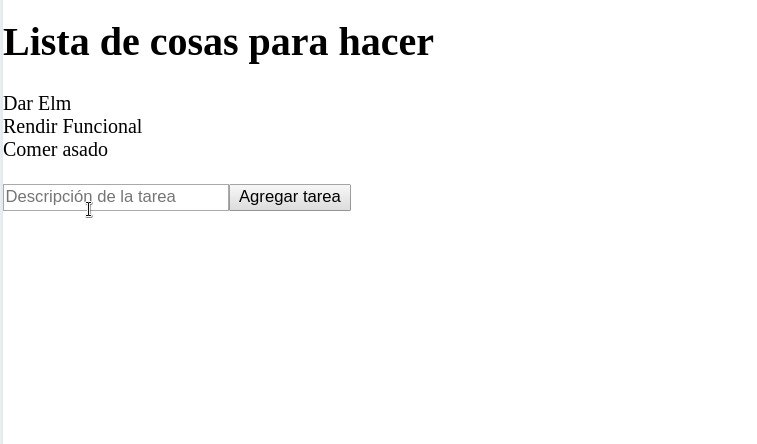 Lista de cosas para hacer
Dar Elm
Rendir Funcional
Comer asado
Descripción de la tarea Agregar tarea